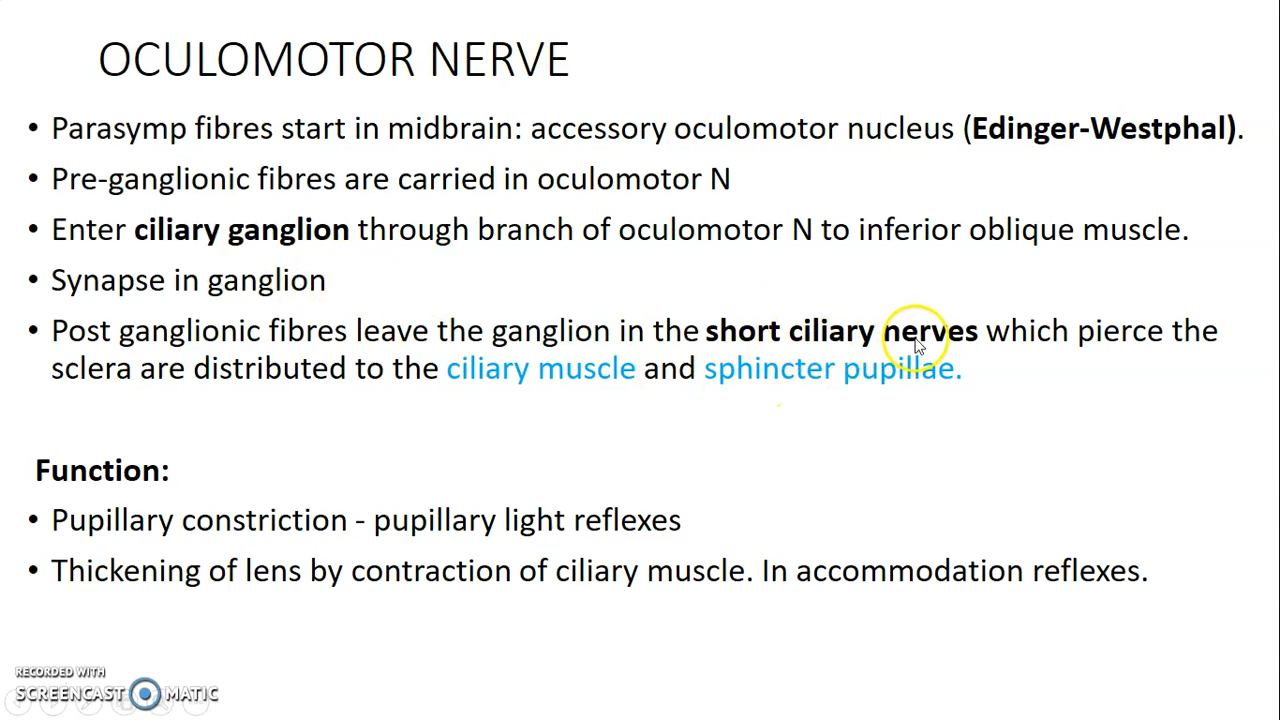 OCULOMOTOR NERVE
• Parasymp fibres start in midbrain: accessory oculomotor nucleus (Edinger-Westphal).
• Pre-ganglionic fibres are carried in oculomotor N
• Enter ciliary ganglion through branch of oculomotor N to inferior oblique muscle.
• Synapse in ganglion
• Post ganglionic fibres leave the ganglion in the short ciliary nerves which pierce the
sclera are distributed to the ciliary muscle and sphincter pupillae.
Function:
• Pupillary constriction - pupillary light reflexes
• Thickening of lens by contraction of ciliary muscle. In accommodation reflexes.
RECORDED WITH
SCREENCAST MATIC